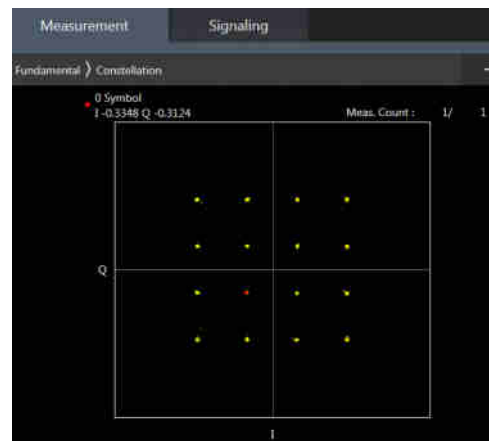 Measurement Signaling
Fundamental ❭ Constellation
0 Symbol
I -0.3348 Q -0.3124 Meas. Count : 1/ 1
Q
I